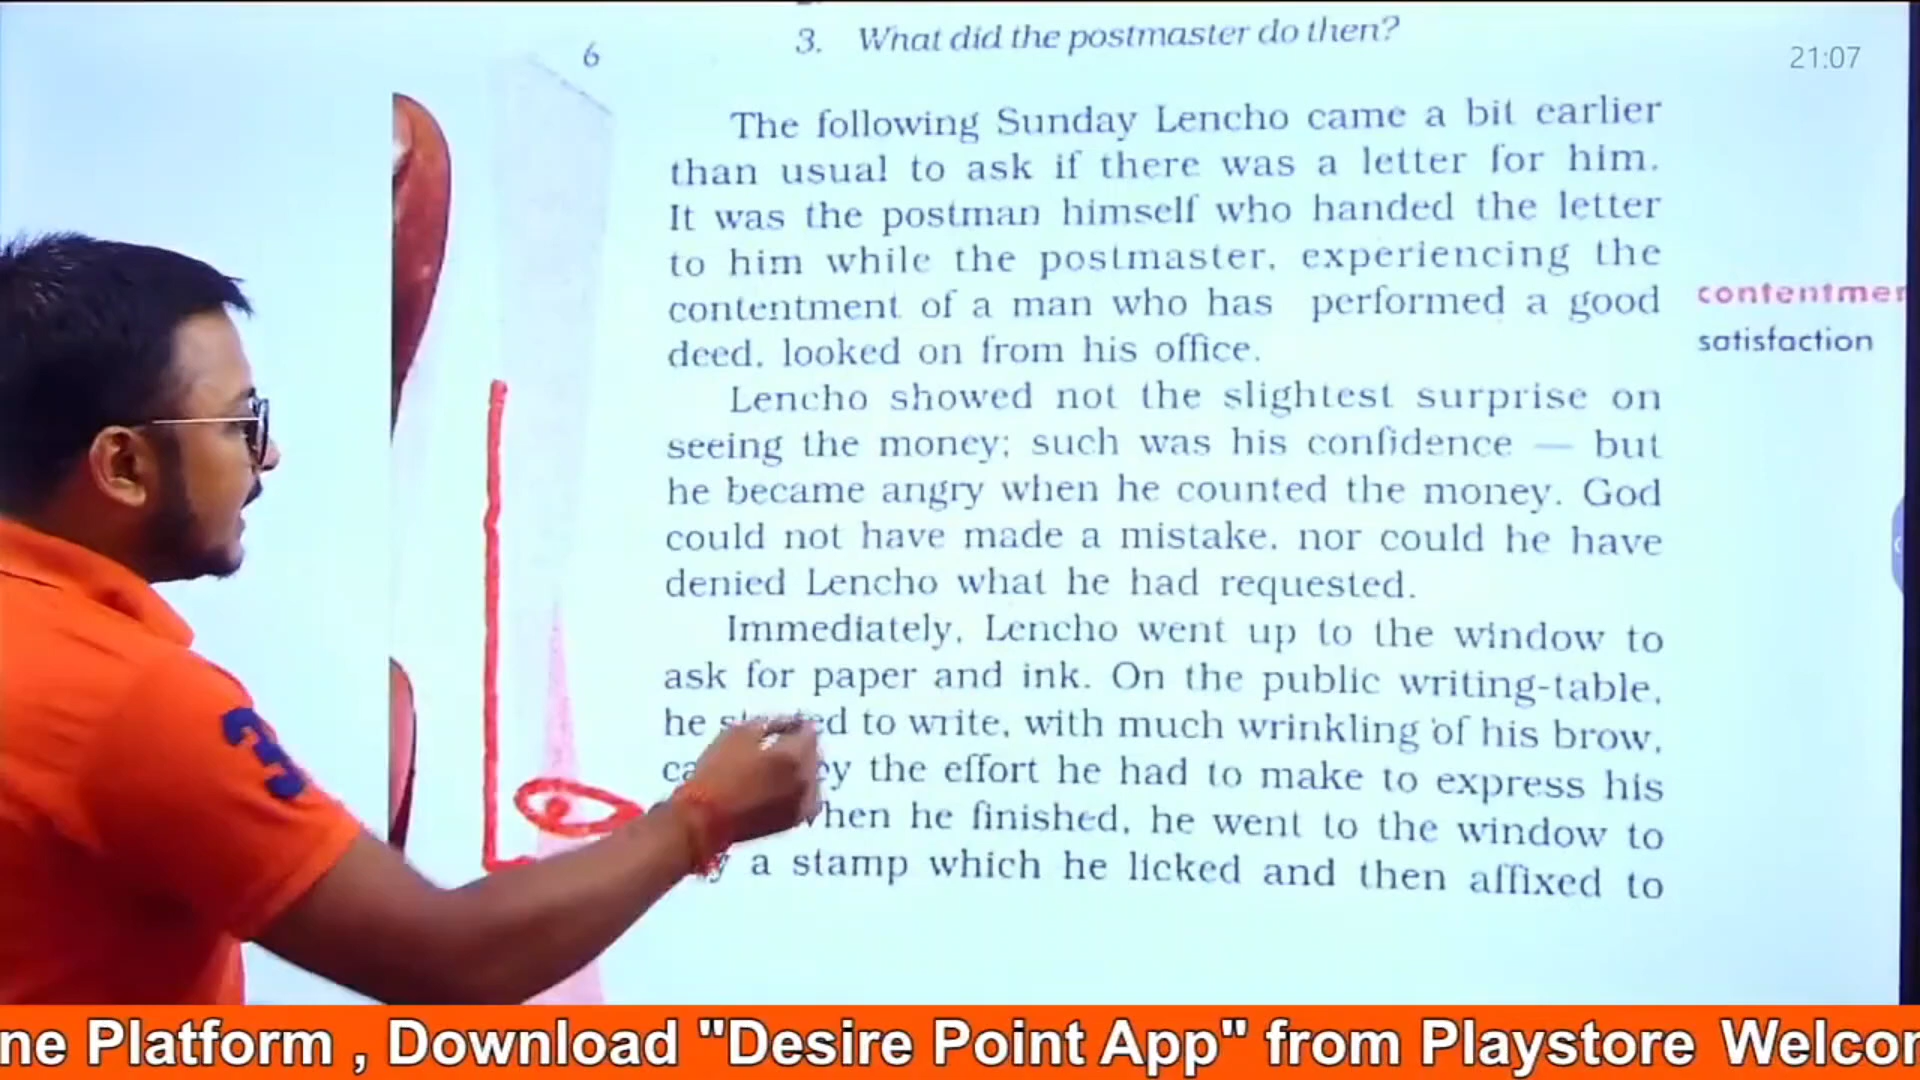 3. What did the postmaster do then?
6
21:07
The following Sunday Lencho came a bit earlier
than usual to ask if there was a letter for him.
It was the postman himself who handed the letter
to him while the postmaster, experiencing the
contentment of a man who has performed a good
deed, looked on from his office.
contentmen
satisfaction
Lencho showed not the slightest surprise on
seeing the money; such was his confidence — but
he became angry when he counted the money. God
could not have made a mistake, nor could he have
denied Lencho what he had requested.
Immediately, Lencho went up to the window to
ask for paper and ink. On the public writing-table,
he started to write, with much wrinkling of his brow,
the effort he had to make to express his
When he finished, he went to the window to
a stamp which he licked and then affixed to
3
ne Platform , Download "Desire Point App" from Playstore Welcom